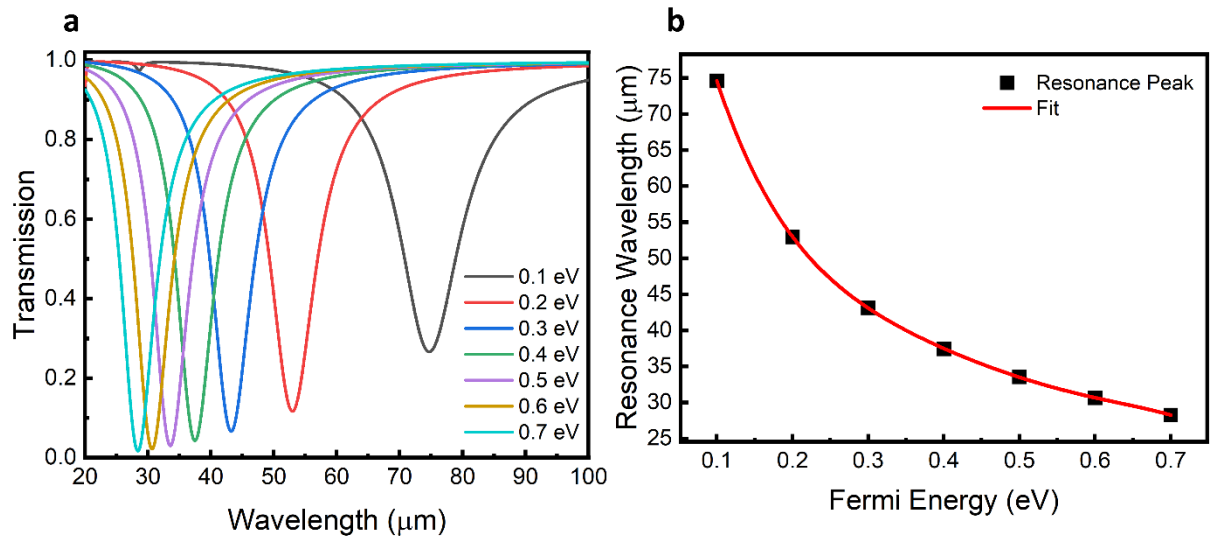 a
1.0
0.8
0.6
0.4
0.2
0.0
Transmission
20 30 40 50 60 70 80 90 100
Wavelength (μm)
0.1 eV
0.2 eV
0.3 eV
0.4 eV
0.5 eV
0.6 eV
0.7 eV
b
75
70
65
60
55
50
45
40
35
30
25
Resonance Wavelength (μm)
0.1 0.2 0.3 0.4 0.5 0.6 0.7
Fermi Energy (eV)
Resonance Peak
Fit